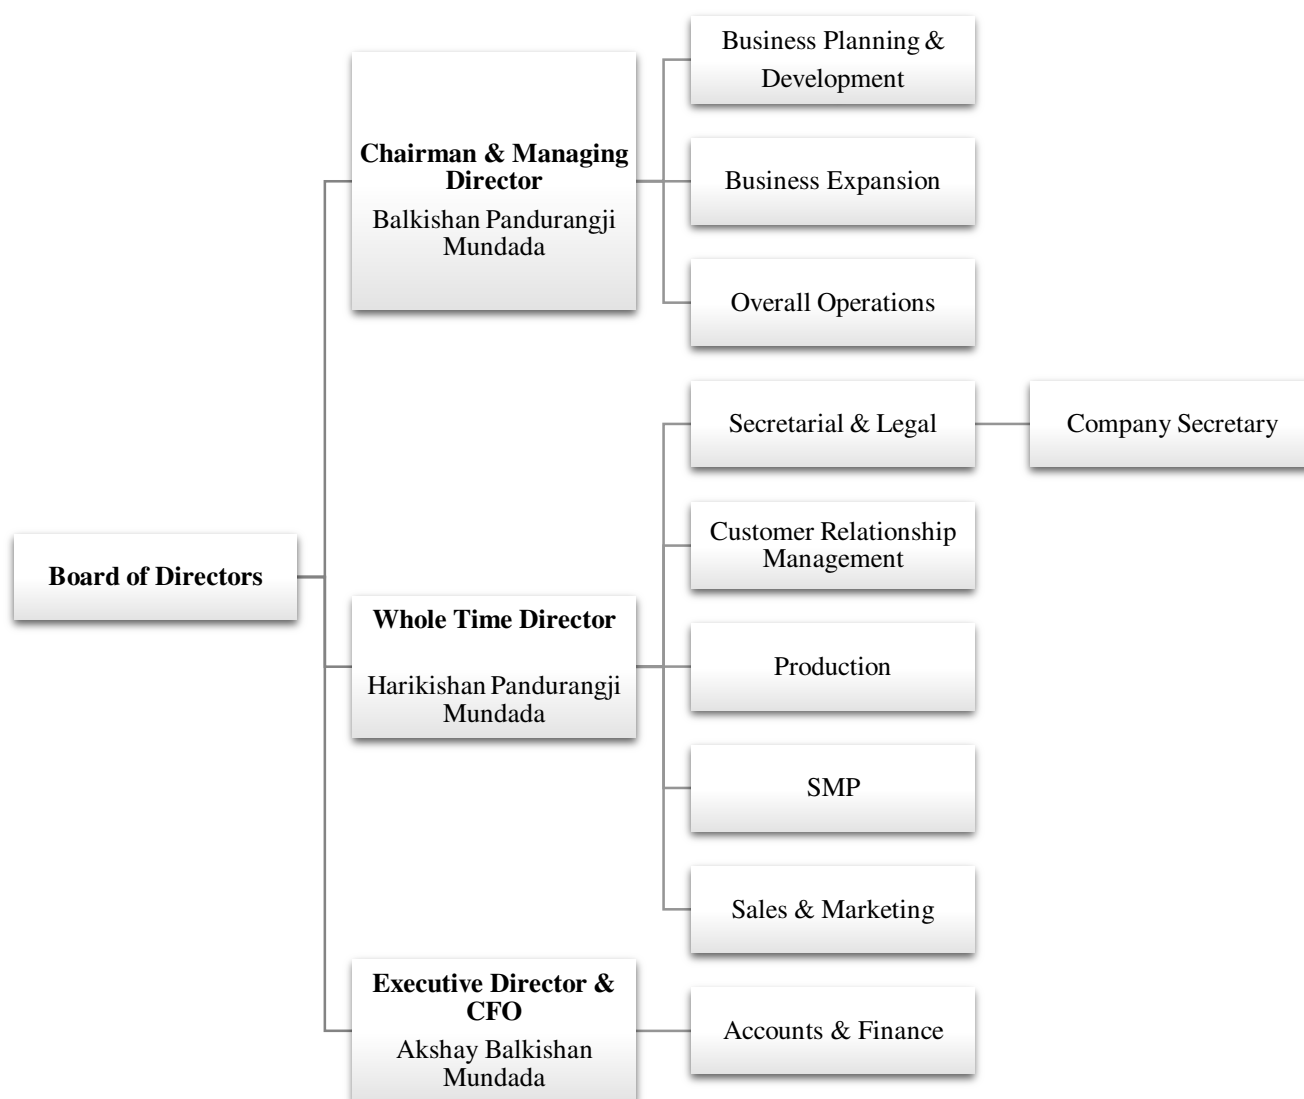 Board of Directors
Chairman & Managing
Director
Balkishan Pandurangji
Mundada
Business Planning &
Development
Business Expansion
Overall Operations
Whole Time Director
Harikishan Pandurangji
Mundada
Secretarial & Legal
Company Secretary
Customer Relationship
Management
Production
SMP
Sales & Marketing
Executive Director &
CFO
Akshay Balkishan
Mundada
Accounts & Finance